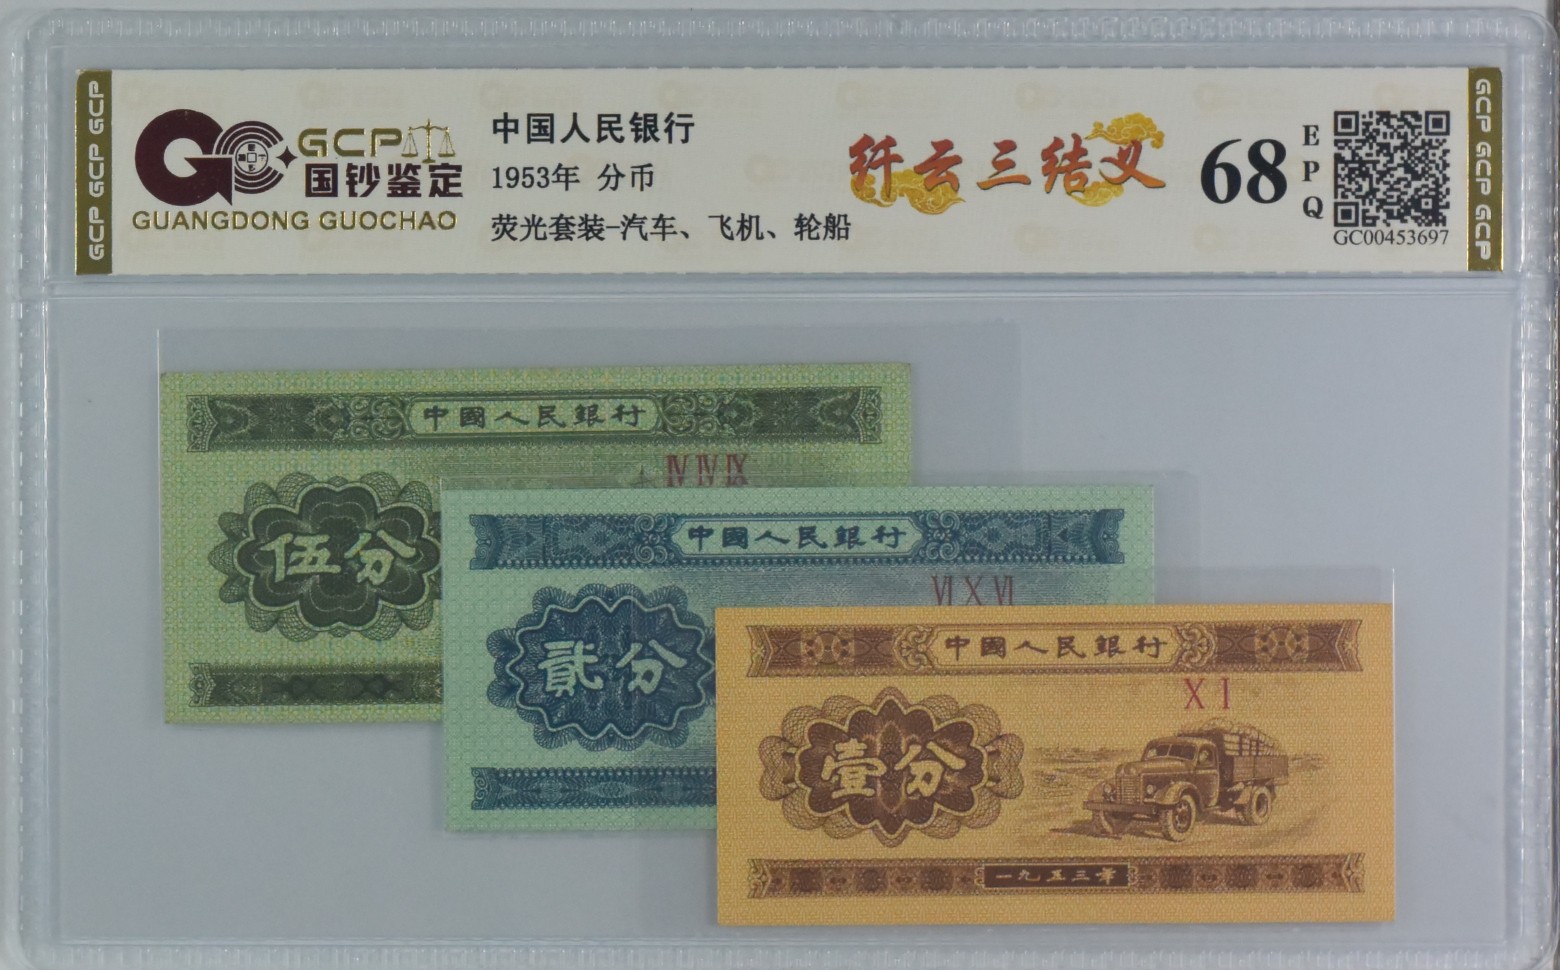 GCP GCP GCP
GCP
国钞鉴定
GUANGDONG GUOCHAO
中国人民银行
1953年 分币
荧光套装-汽车、飞机、轮船
纤云三结义
68
EPQ
GC00453697
GCP GCP GCP
中國人民銀行
IV IV IX
伍分
中國人民銀行
VI X VI
貳分
中國人民銀行
X I
壹分
一九五三年